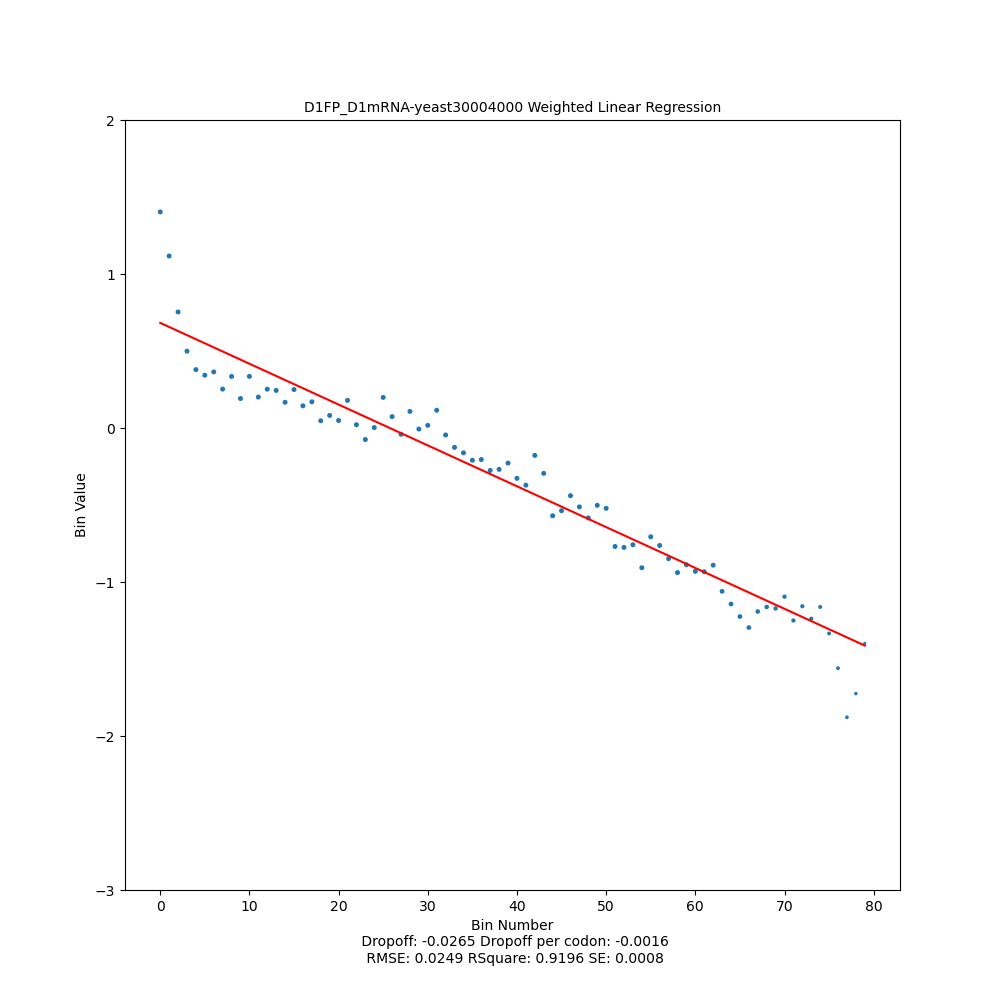 D1FP_D1mRNA-yeast30004000 Weighted Linear Regression
2
1
0
−1
−2
−3
Bin Value
0 10 20 30 40 50 60 70 80
Bin Number
Dropoff: -0.0265 Dropoff per codon: -0.0016
RMSE: 0.0249 RSquare: 0.9196 SE: 0.0008